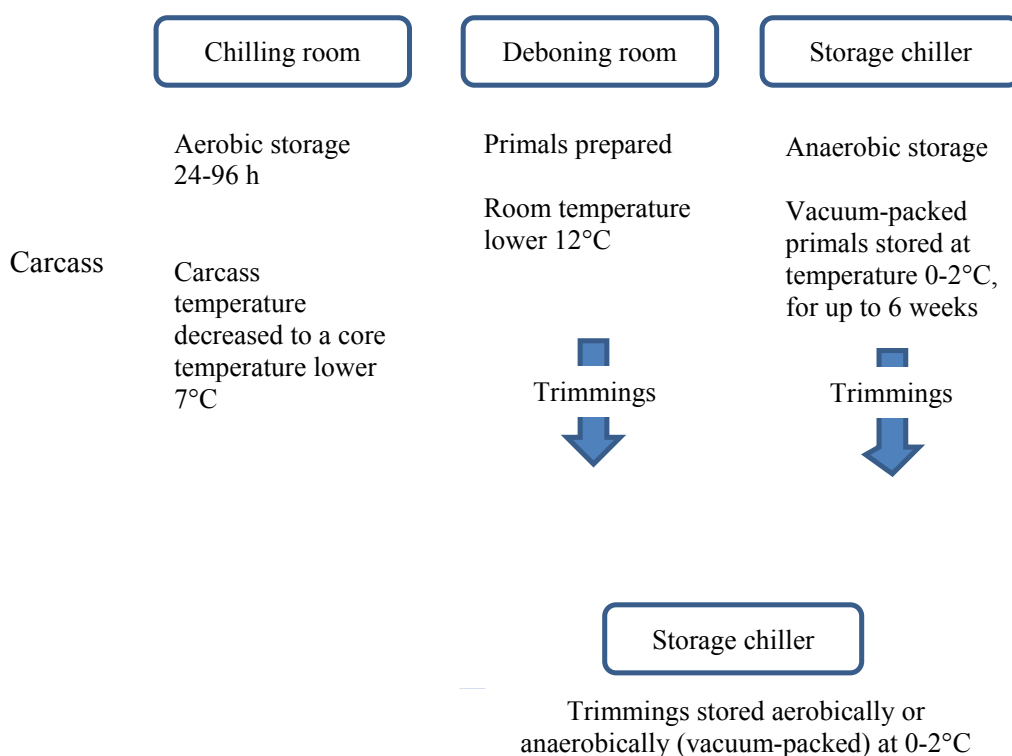 Chilling room
Deboning room
Storage chiller
Carcass
Aerobic storage
24-96 h
Carcass
temperature
decreased to a core
temperature lower
7°C
Primals prepared
Room temperature
lower 12°C
Trimmings
Anaerobic storage
Vacuum-packed
primals stored at
temperature 0-2°C,
for up to 6 weeks
Trimmings
Storage chiller
Trimmings stored aerobically or
anaerobically (vacuum-packed) at 0-2°C